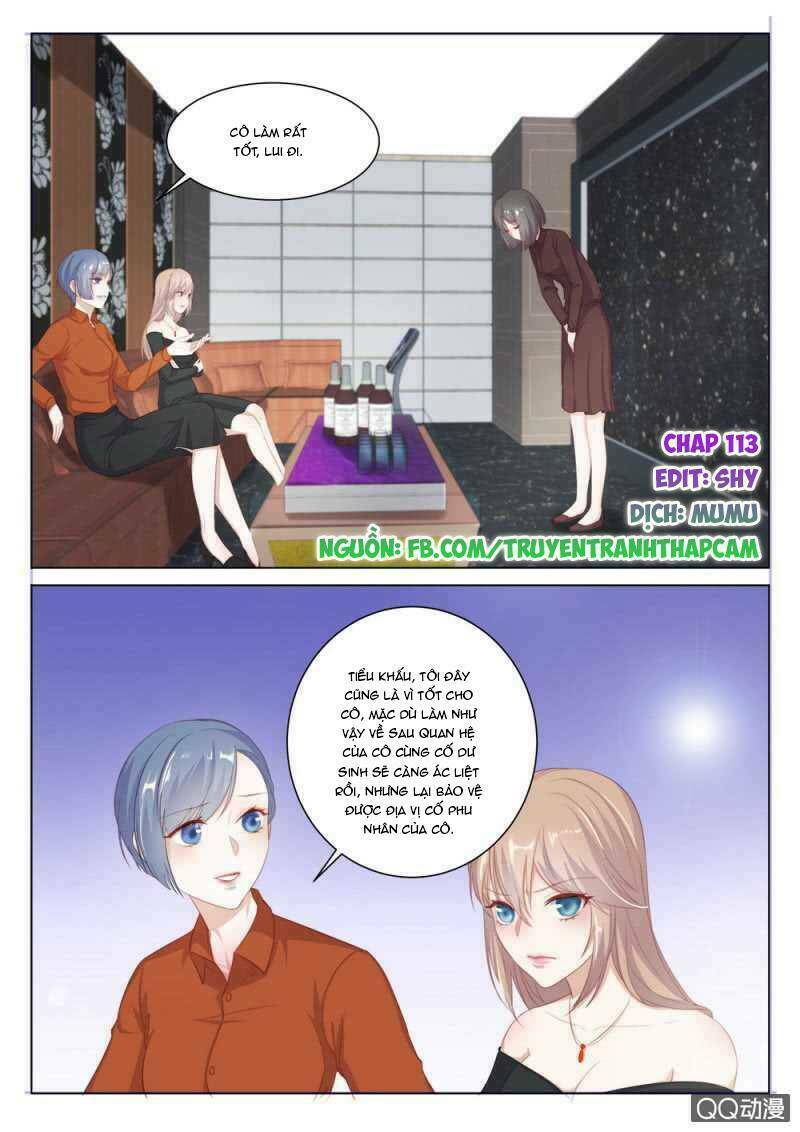 CÔ LÀM RẤT
TỐT, LUI ĐI.
CHAP 113
EDIT: SHY
DỊCH: MUMU
NGUỒN: FB.COM/TRUYENTRANHTHAPCAM
TIỂU KHẤU, TÔI ĐÂY
CŨNG LÀ VÌ TỐT CHO
CÔ, MẶC DÙ LÀM NHƯ
VẬY VỀ SAU QUAN HỆ
CỦA CÔ CÙNG CỐ DƯ
SINH SẼ CÀNG ÁC LIỆT
RỒI, NHƯNG LẠI BẢO VỆ
ĐƯỢC ĐỊA VỊ CỐ PHU
NHÂN CỦA CÔ.
QQ动漫